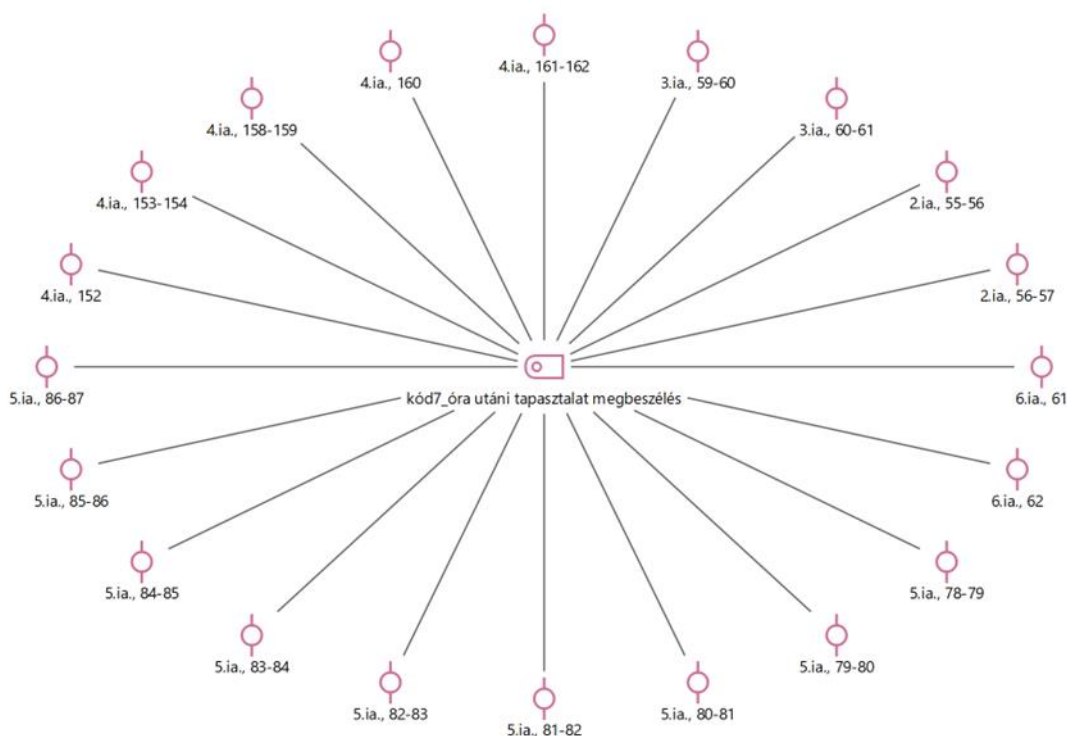 4.ia., 161-162
4.ia., 160
3.ia., 59-60
4.ia., 158-159
3.ia., 60-61
4.ia., 153-154
2.ia., 55-56
4.ia., 152
2.ia., 56-57
5.ia., 86-87
kód7_óra utáni tapasztalat megbeszélés
6.ia., 61
5.ia., 85-86
6.ia., 62
5.ia., 84-85
5.ia., 78-79
5.ia., 83-84
5.ia., 79-80
5.ia., 82-83
5.ia., 81-82
5.ia., 80-81